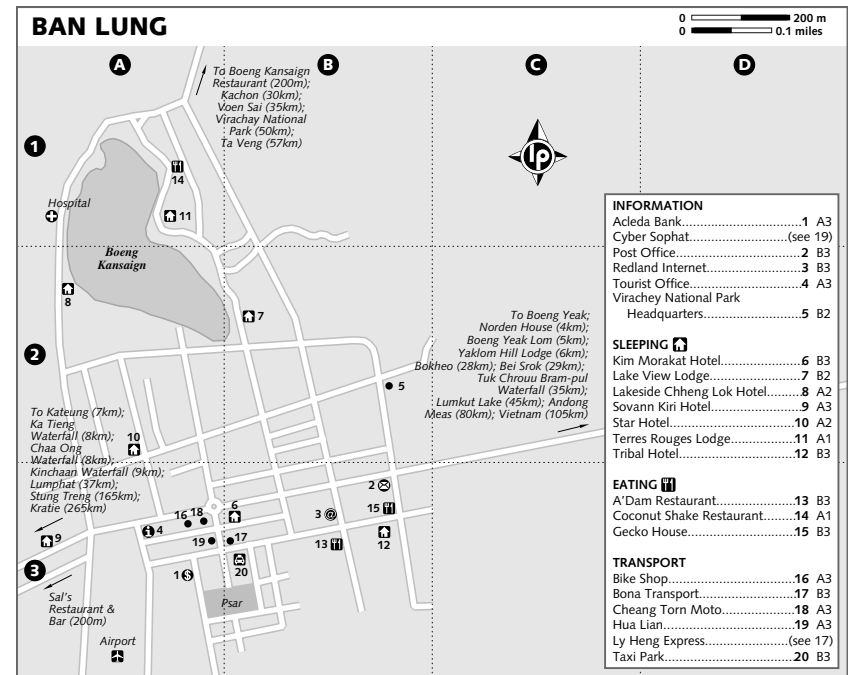 BAN LUNG
0 200 m
0 0.1 miles
A
B
C
D
1
2
3
To Boeng Kansaign
Restaurant (200m);
Kachon (30km);
Voen Sai (35km);
Virachay National
Park (50km);
Ta Veng (57km)
lp
14
Hospital
11
Boeng
Kansaign
8
7
To Boeng Yeak;
Norden House (4km);
Boeng Yeak Lom (5km);
Yaklom Hill Lodge (6km);
Bokheo (28km); Bei Srok (29km);
Tuk Chrouu Bram-pul
Waterfall (35km);
Lumkut Lake (45km); Andong
Meas (80km); Vietnam (105km)
5
To Kateung (7km);
Ka Tieng
Waterfall (8km);
Chaa Ong
Waterfall (8km);
Kinchaan Waterfall (9km);
Lumphat (37km);
Stung Treng (165km)
Kratie (265km)
10
2
6
16 18
15
3 @
4
9
19
17
13
12
1 $
20
Psar
Sal's
Restaurant &
Bar (200m)
Airport
INFORMATION
Acleda Bank 1 A3
Cyber Sophat (see 19)
Post Office 2 B3
Redland Internet 3 B3
Tourist Office 4 A3
Virachey National Park
Headquarters 5 B2
SLEEPING
Kim Morakat Hotel 6 B3
Lake View Lodge 7 B2
Lakeside Chheng Lok Hotel 8 A2
Sovann Kiri Hotel 9 A3
Star Hotel 10 A2
Terres Rouges Lodge 11 A1
Tribal Hotel 12 B3
EATING
A'Dam Restaurant 13 B3
Coconut Shake Restaurant 14 A1
Gecko House 15 B3
TRANSPORT
Bike Shop 16 A3
Bona Transport 17 B3
Cheang Torn Moto 18 A3
Hua Lian 19 A3
Ly Heng Express (see 17)
Taxi Park 20 B3